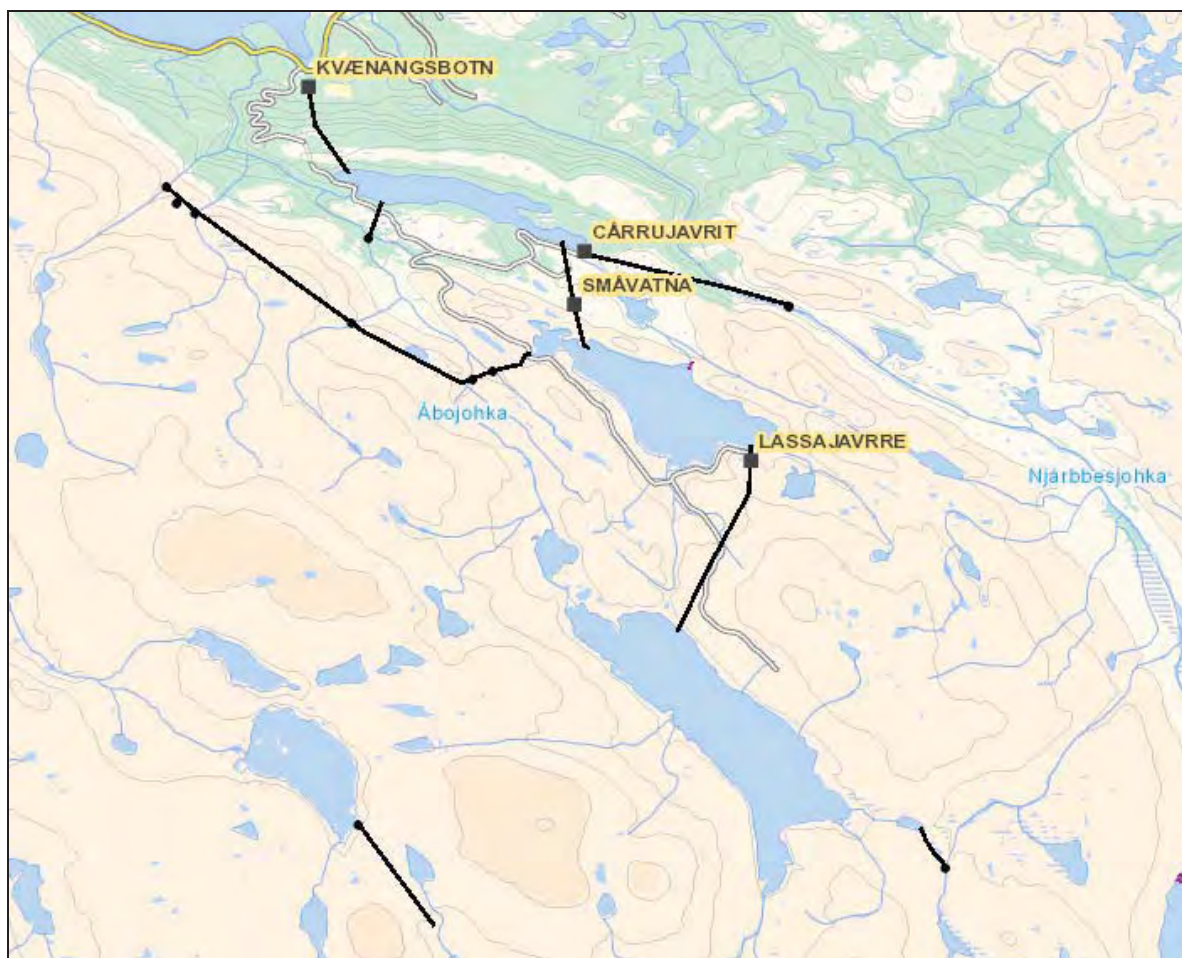 KVÆNANGSBOTN
CÅRRUJAVRIT
SMÅVATNA
Åbojohka
LASSAJAVRRE
Njárbbesjohka